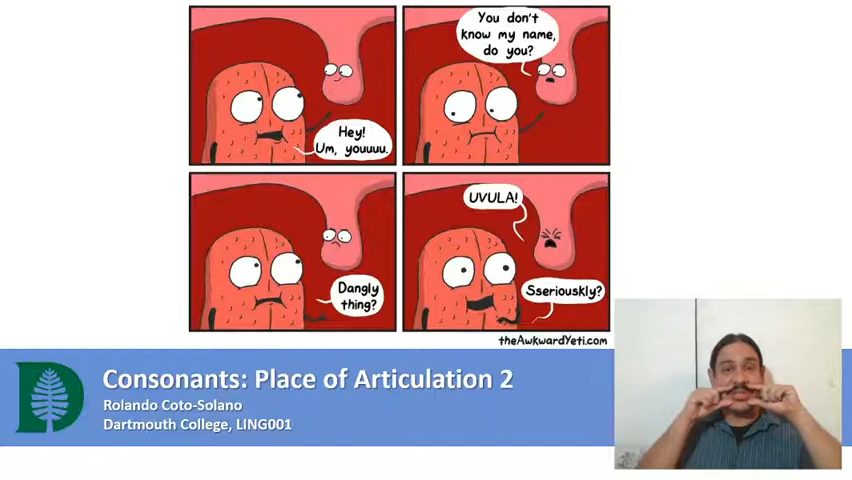 Hey!
Um, youuuu.
You don't
know my name,
do you?
Dangly
thing?
UVULA!
Sseriouskly?
theAwkwardYeti.com
Consonants: Place of Articulation 2
Rolando Coto-Solano
Dartmouth College, LING001